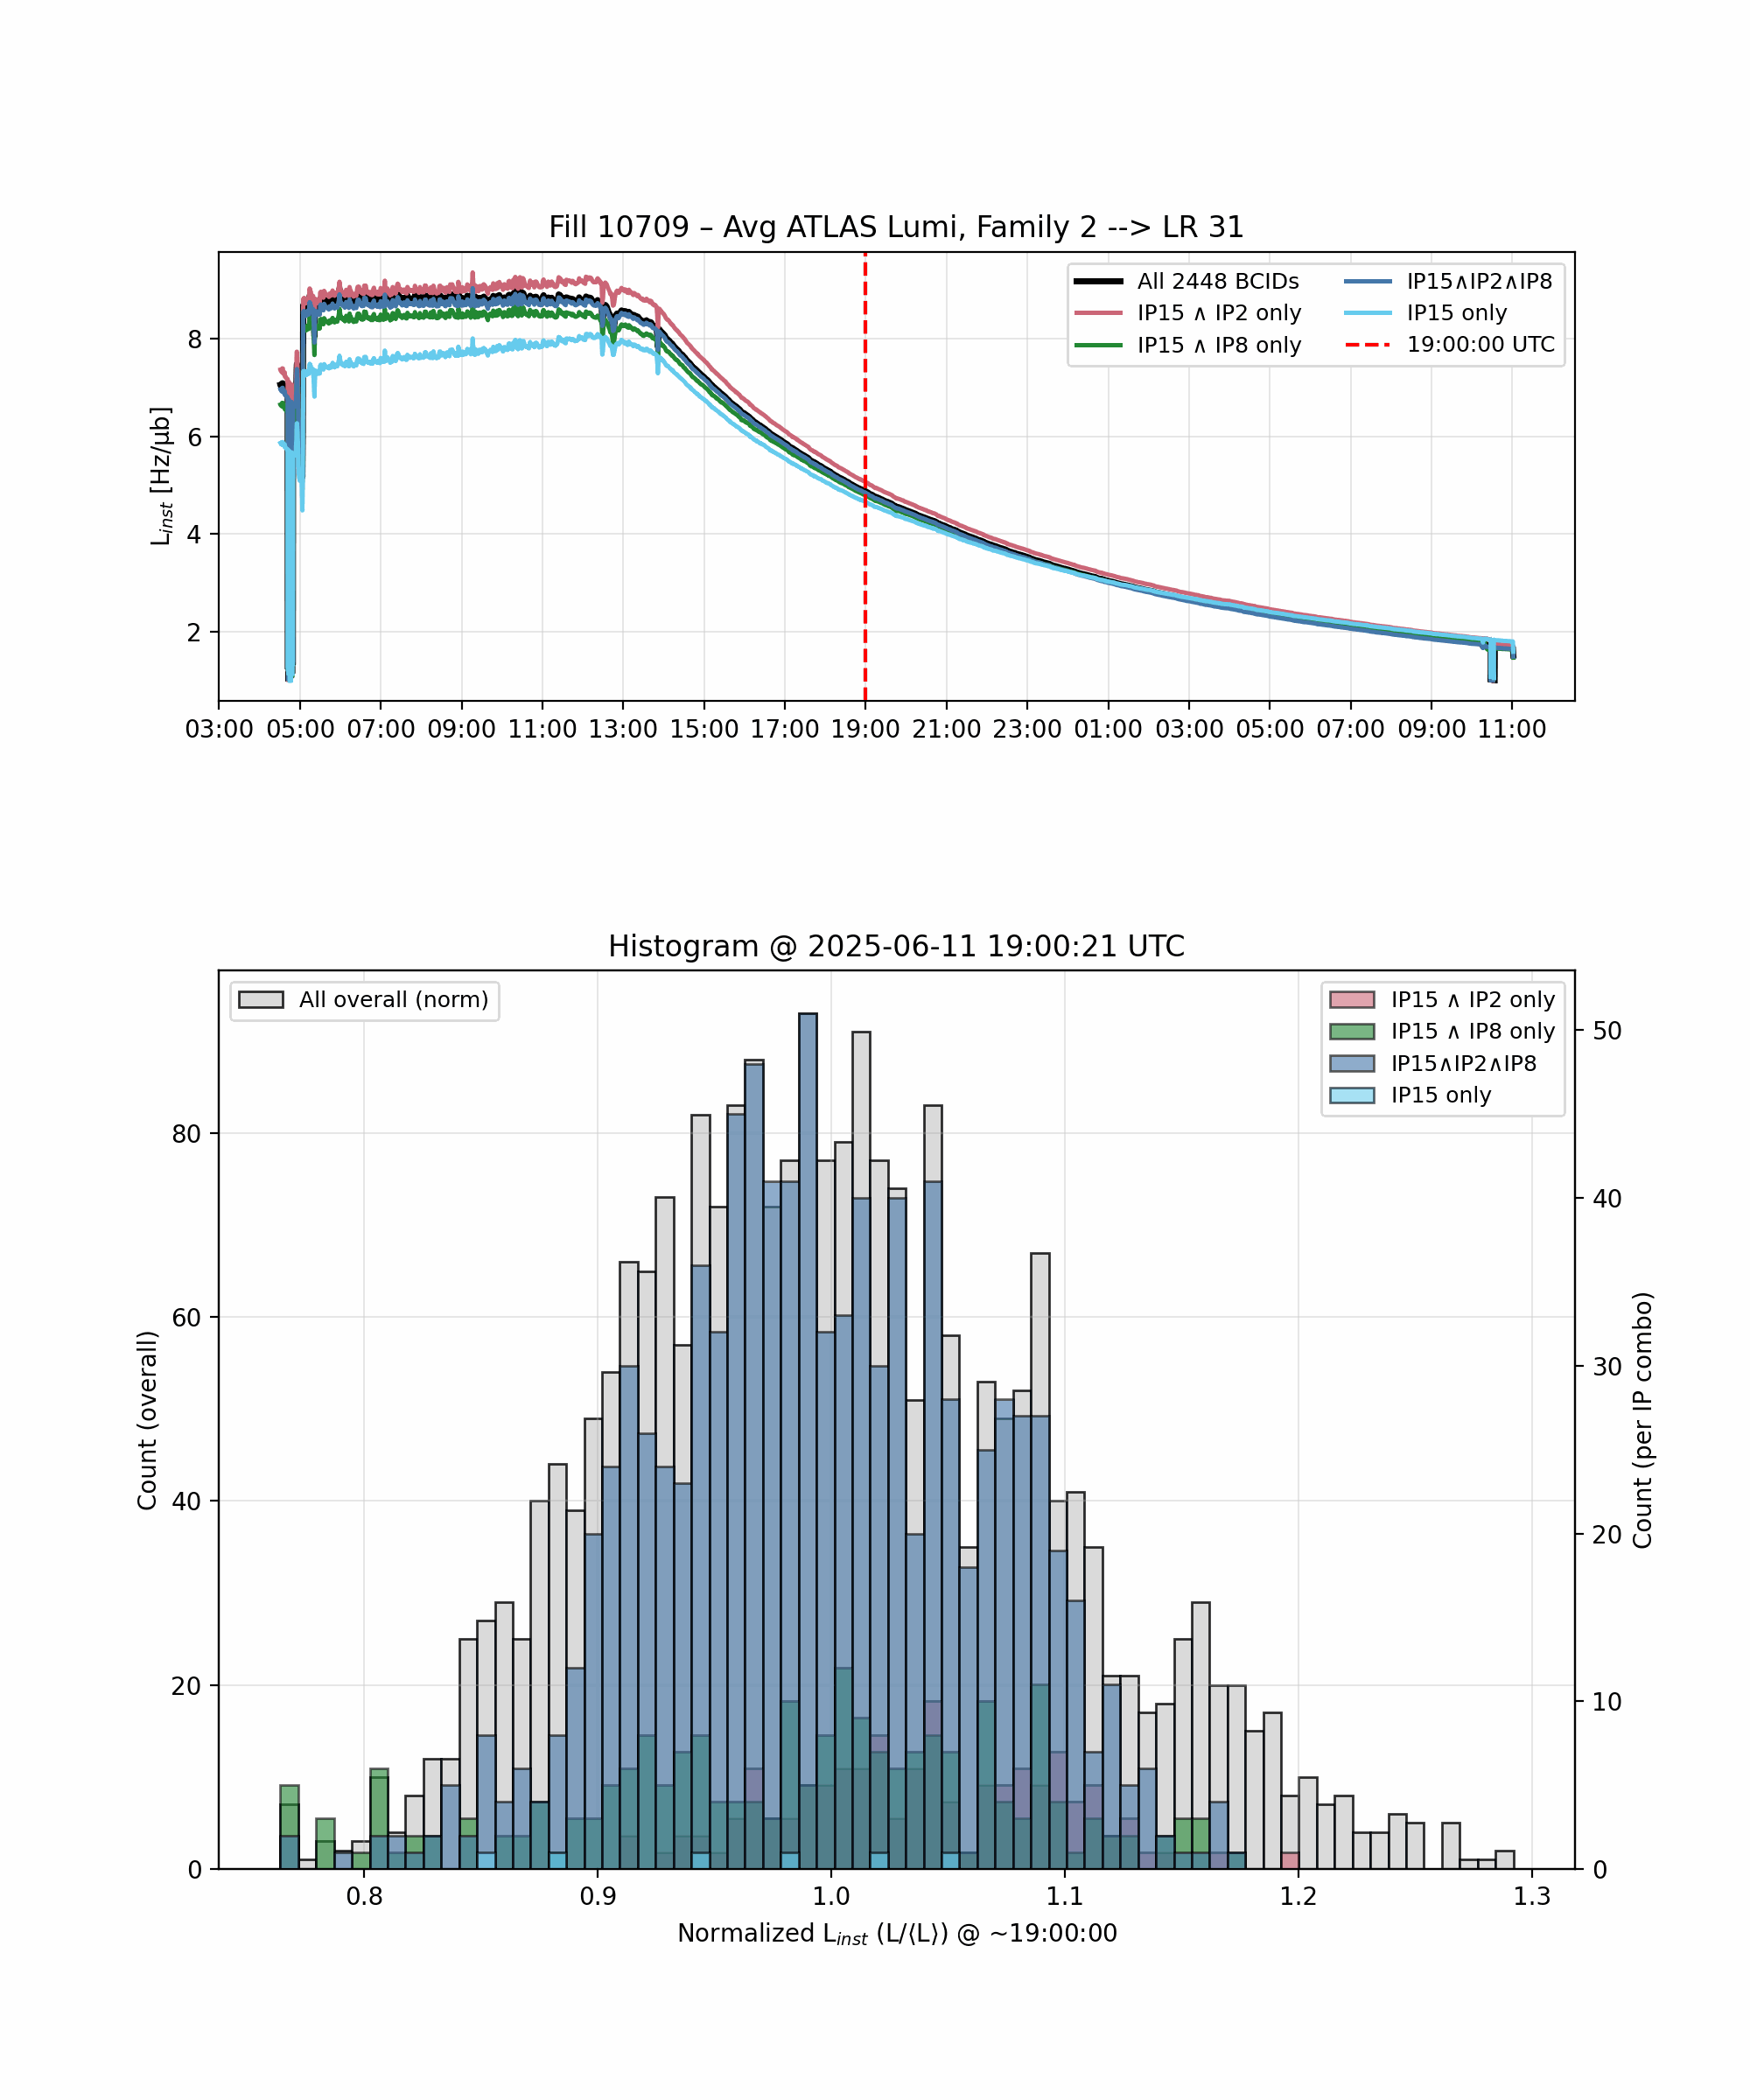 Fill 10709 – Avg ATLAS Lumi, Family 2 --> LR 31
L_inst [Hz/μb]
8
6
4
2
All 2448 BCIDs
IP15 ∧ IP2 only
IP15 ∧ IP8 only
IP15∧IP2∧IP8
IP15 only
19:00:00 UTC
03:00 05:00 07:00 09:00 11:00 13:00 15:00 17:00 19:00 21:00 23:00 01:00 03:00 05:00 07:00 09:00 11:00
Histogram @ 2025-06-11 19:00:21 UTC
All overall (norm)
IP15 ∧ IP2 only
IP15 ∧ IP8 only
IP15∧IP2∧IP8
IP15 only
Count (overall)
80
60
40
20
0
50
40
30
20
10
0
Count (per IP combo)
0.8 0.9 1.0 1.1 1.2 1.3
Normalized L_inst (L/⟨L⟩) @ ~19:00:00